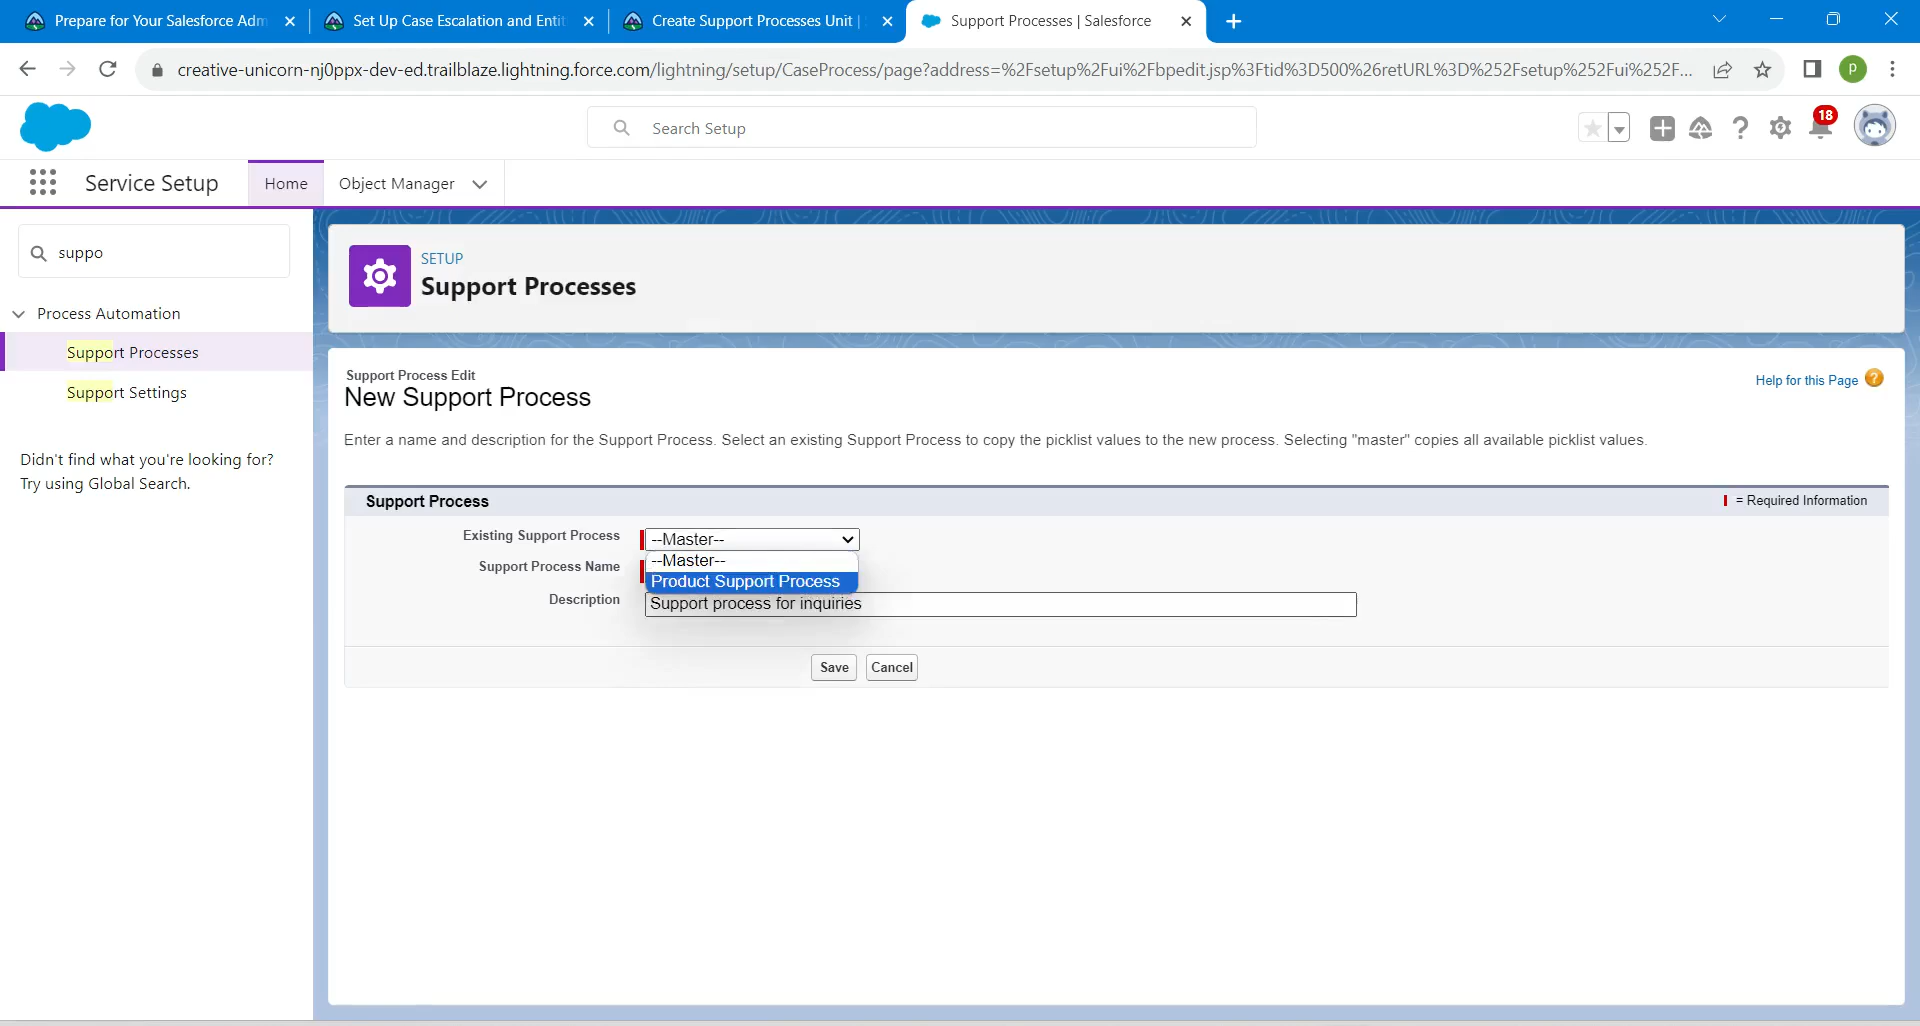 Prepare for Your Salesforce Adm
Set Up Case Escalation and Entit
Create Support Processes Unit |
Support Processes | Salesforce
creative-unicorn-nj0ppx-dev-ed.trailblaze.lightning.force.com/lightning/setup/CaseProcess/page?address=%2Fsetup%2Fui%2Fbpedit.jsp%3Ftid%3D500%26retURL%3D%252Fsetup%252Fui%252F...
p
Search Setup
18
Service Setup
Home
Object Manager
suppo
Process Automation
Support Processes
Support Settings
Didn't find what you're looking for?
Try using Global Search.
SETUP
Support Processes
Support Process Edit
New Support Process
Help for this Page
?
Enter a name and description for the Support Process. Select an existing Support Process to copy the picklist values to the new process. Selecting "master" copies all available picklist values.
Support Process
= Required Information
Existing Support Process
--Master--
--Master--
Support Process Name
Product Support Process
Description
Support process for inquiries
Save
Cancel